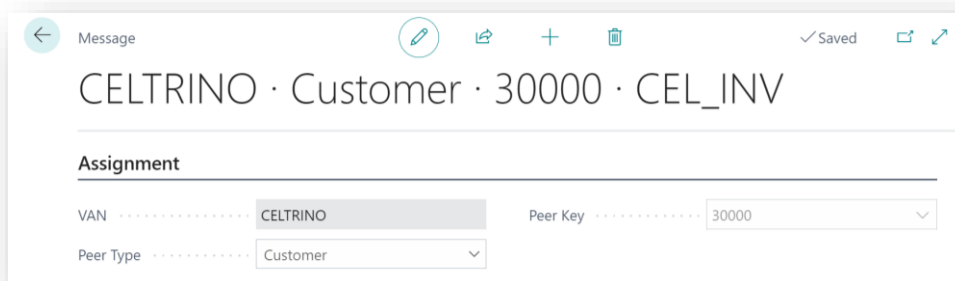 Message
Saved
CELTRINO · Customer · 30000 · CEL_INV
Assignment
VAN CELTRINO Peer Key 30000
Peer Type Customer